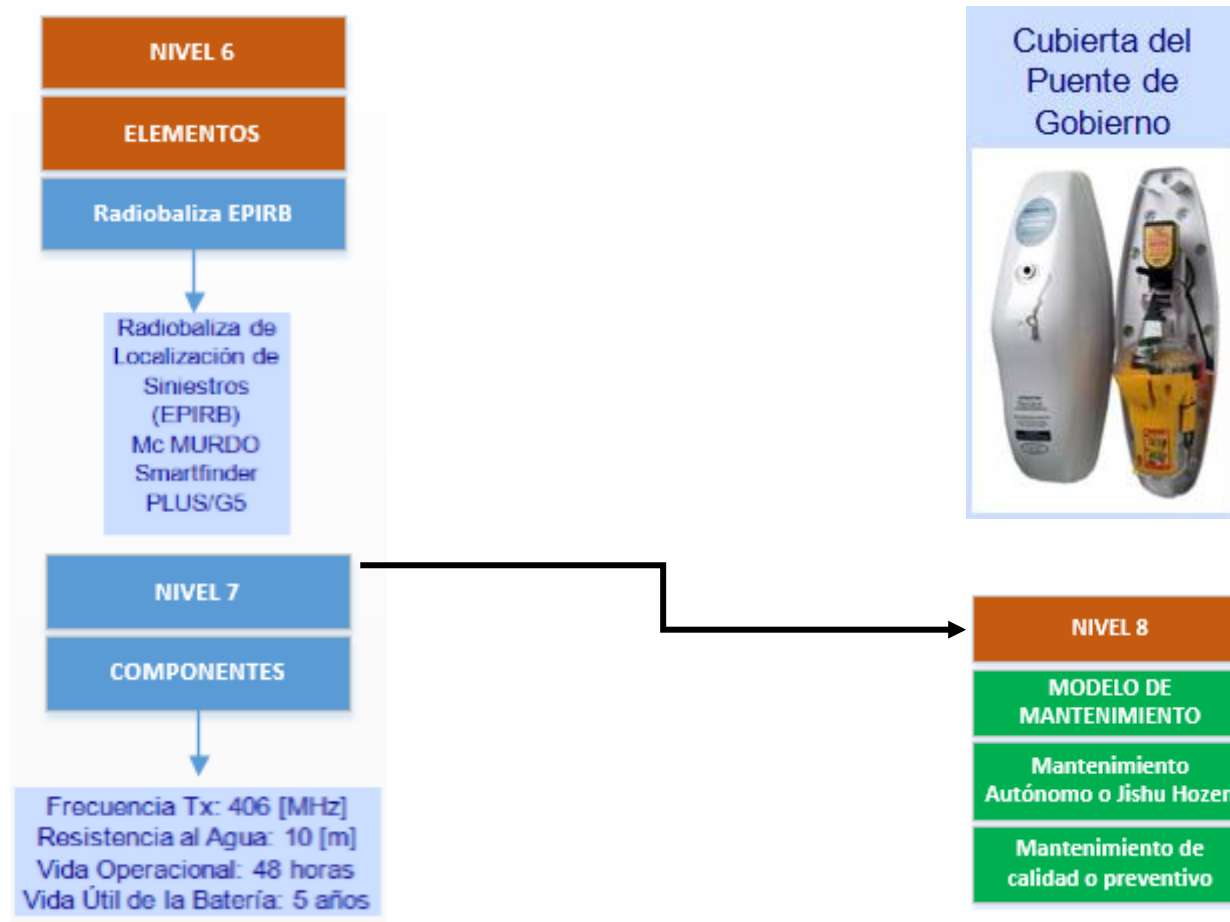 NIVEL 6
ELEMENTOS
Radiobaliza EPIRB
Radiobaliza de
Localización de
Siniestros
(EPIRB)
Mc MURDO
Smartfinder
PLUS/G5
NIVEL 7
COMPONENTES
Frecuencia Tx: 406 [MHz]
Resistencia al Agua: 10 [m]
Vida Operacional: 48 horas
Vida Útil de la Batería: 5 años
Cubierta del
Puente de
Gobierno
NIVEL 8
MODELO DE
MANTENIMIENTO
Mantenimiento
Autónomo o Jishu Hozen
Mantenimiento de
calidad o preventivo